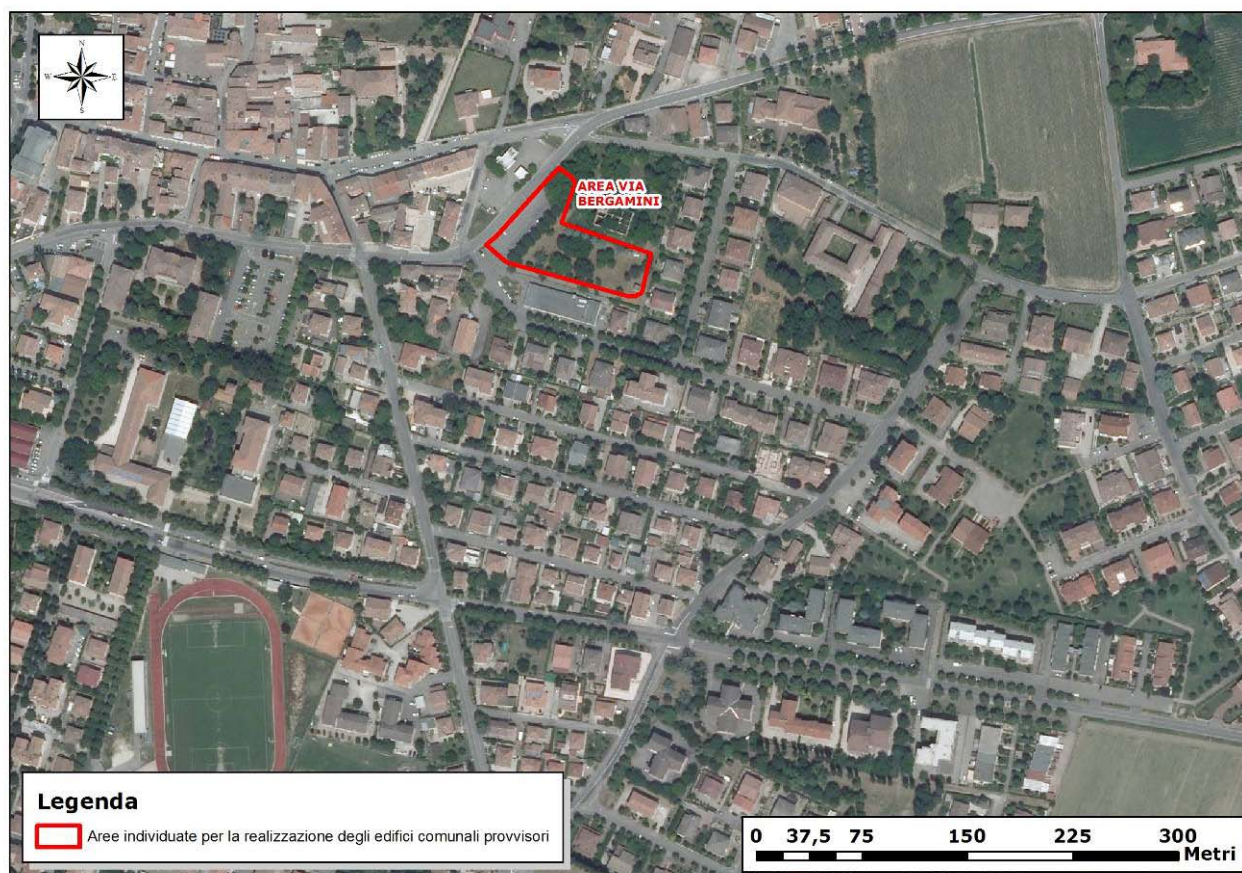 N
W E
S
AREA VIA
BERGAMINI
Legenda
Aree individuate per la realizzazione degli edifici comunali provvisori
0 37,5 75 150 225 300
Metri